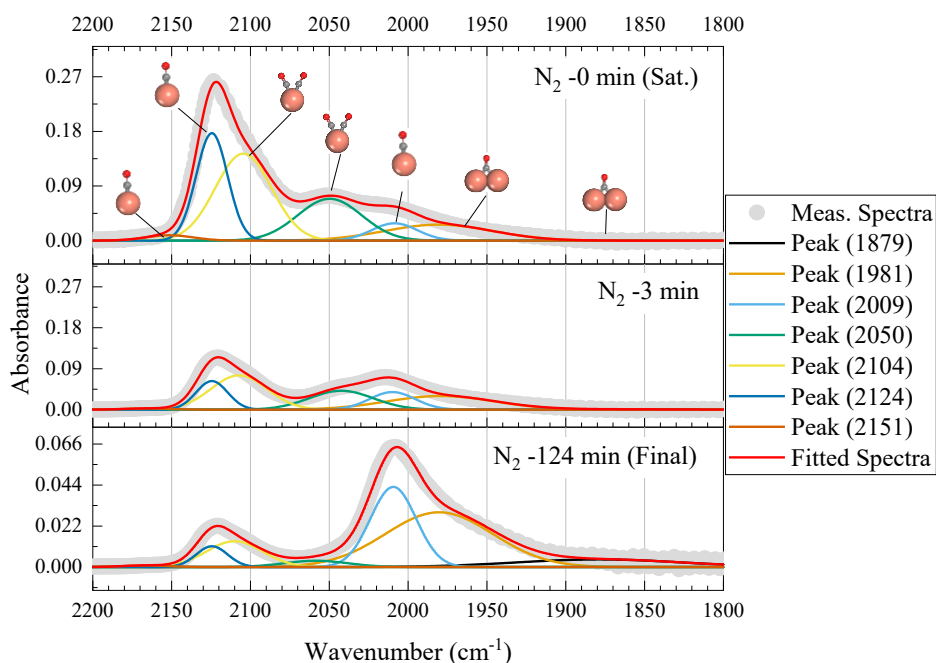 2200 2150 2100 2050 2000 1950 1900 1850 1800
N₂ -0 min (Sat.)
0.27
0.18
0.09
0.00
N₂ -3 min
0.27
0.18
0.09
0.00
N₂ -124 min (Final)
0.066
0.044
0.022
0.000
2200 2150 2100 2050 2000 1950 1900 1850 1800
Absorbance
Wavenumber (cm⁻¹)
Meas. Spectra
Peak (1879)
Peak (1981)
Peak (2009)
Peak (2050)
Peak (2104)
Peak (2124)
Peak (2151)
Fitted Spectra